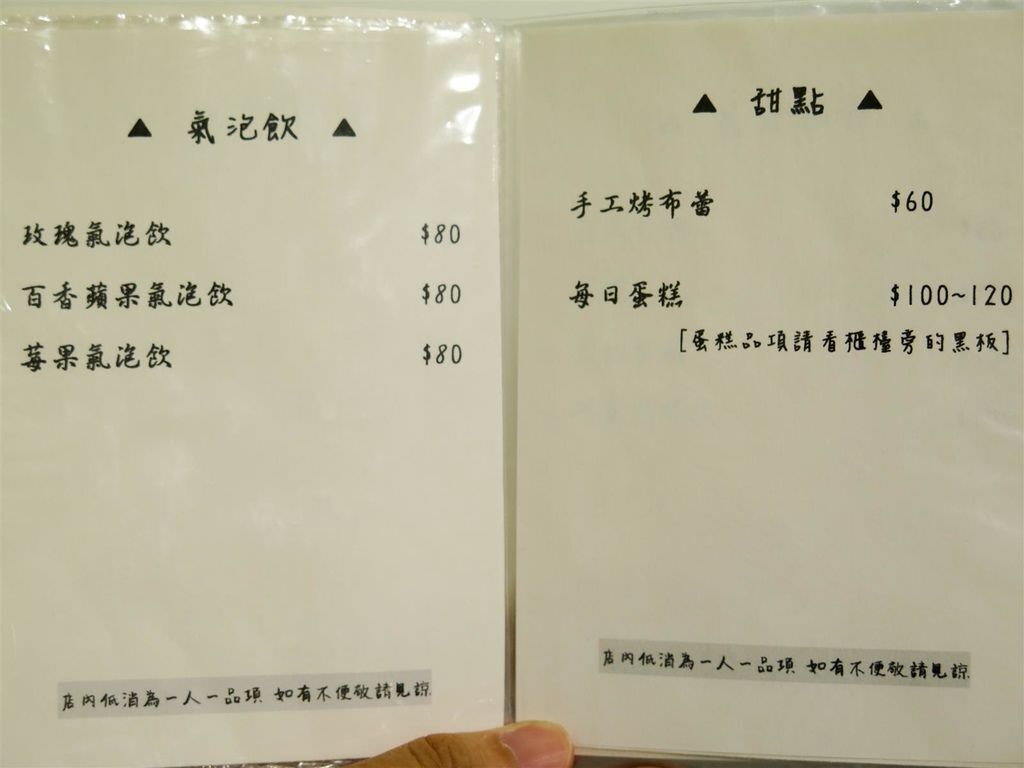 ▲ 氣泡飲 ▲
玫瑰氣泡飲 $80
百香蘋果氣泡飲 $80
莓果氣泡飲 $80
店內低消為一人一品項 如有不便敬請見諒
▲ 甜點 ▲
手工烤布蕾 $60
每日蛋糕 $100~120
[蛋糕品項請看櫃檯旁的黑板]
店內低消為一人一品項 如有不便敬請見諒